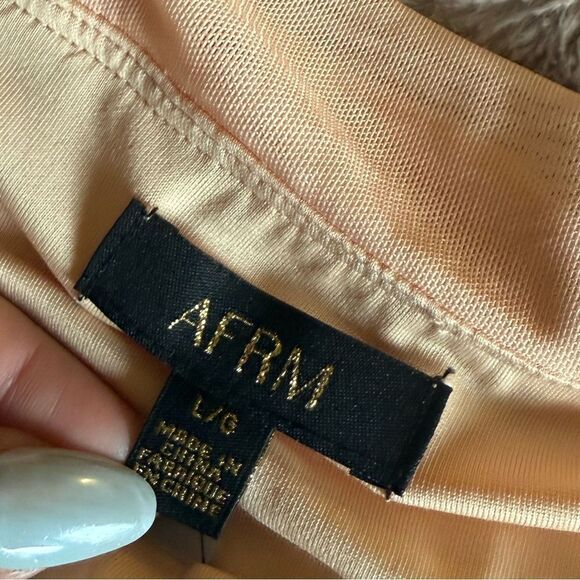 AFRM
L/G
MADE IN
CHINA
FABRIQUE
EN CHINE